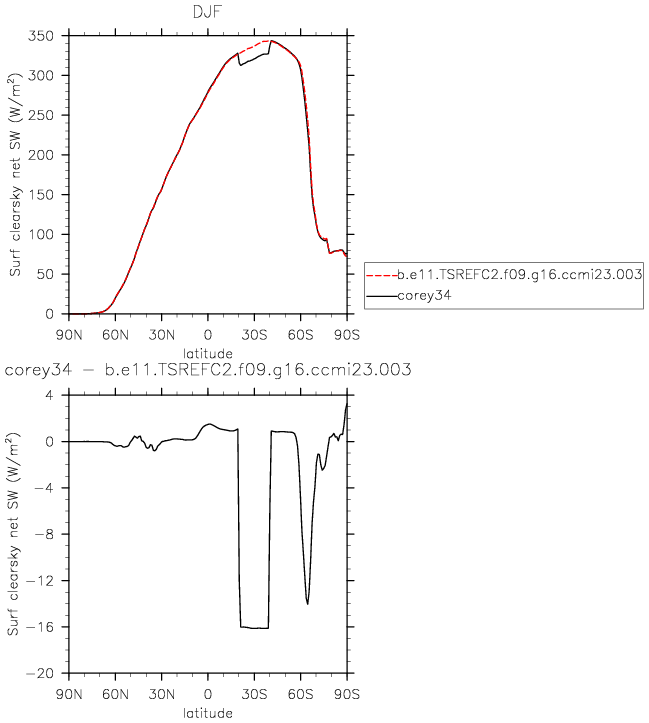 DJF
Surf clearsky net SW (W/m²)
350
300
250
200
150
100
50
0
90N 60N 30N 0 30S 60S 90S
latitude
b.e11.TSREFC2.f09.g16.ccmi23.003
corey34
corey34 − b.e11.TSREFC2.f09.g16.ccmi23.003
Surf clearsky net SW (W/m²)
4
0
−4
−8
−12
−16
−20
90N 60N 30N 0 30S 60S 90S
latitude